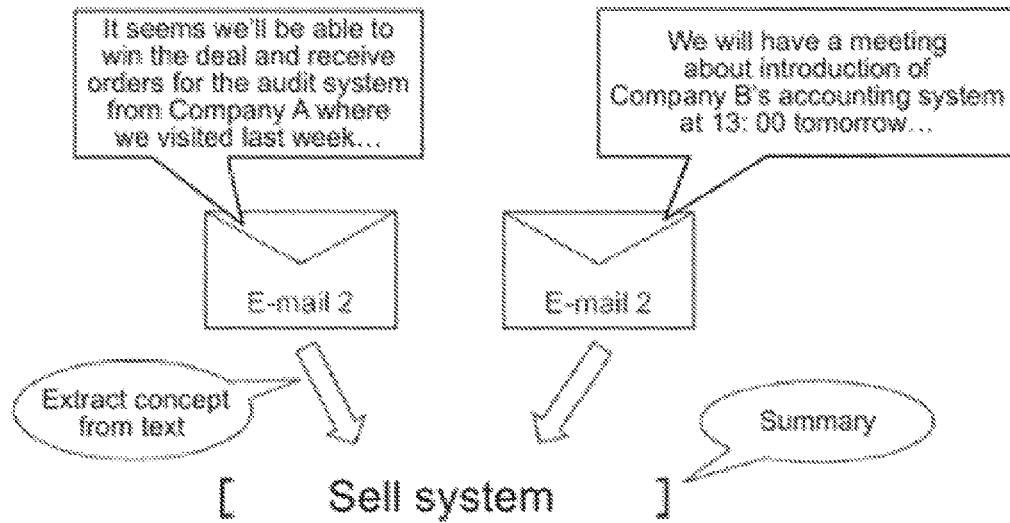 It seems we'll be able to
win the deal and receive
orders for the audit system
from Company A where
we visited last week...
We will have a meeting
about introduction of
Company B's accounting system
at 13: 00 tomorrow...
E-mail 2
E-mail 2
Extract concept
from text
Summary
[ Sell system ]